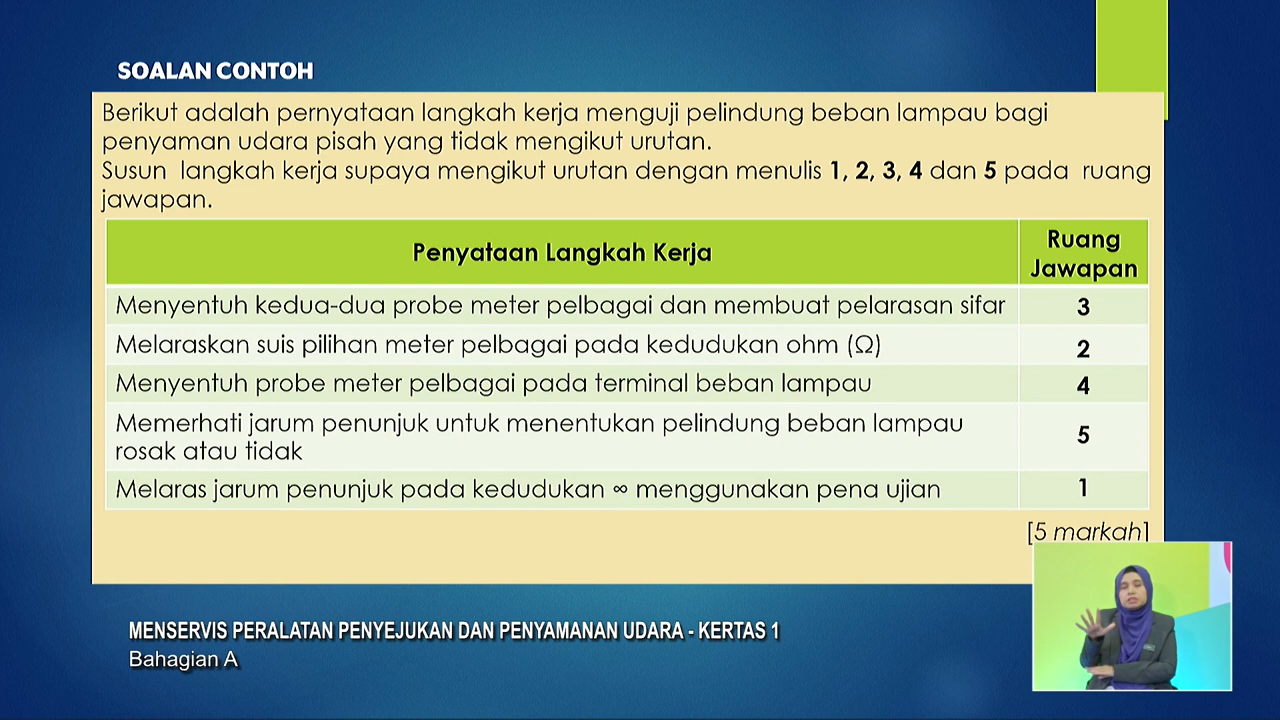 SOALAN CONTOH
Berikut adalah pernyataan langkah kerja menguji pelindung beban lampau bagi
penyaman udara pisah yang tidak mengikut urutan.
Susun langkah kerja supaya mengikut urutan dengan menulis 1, 2, 3, 4 dan 5 pada ruang
jawapan.
Penyataan Langkah Kerja
Ruang
Jawapan
Menyentuh kedua-dua probe meter pelbagai dan membuat pelarasan sifar
3
Melaraskan suis pilihan meter pelbagai pada kedudukan ohm (Ω)
2
Menyentuh probe meter pelbagai pada terminal beban lampau
4
Memerhati jarum penunjuk untuk menentukan pelindung beban lampau
rosak atau tidak
5
Melaras jarum penunjuk pada kedudukan ∞ menggunakan pena ujian
1
[5 markah]
MENSERVIS PERALATAN PENYEJUKAN DAN PENYAMANAN UDARA - KERTAS 1
Bahagian A